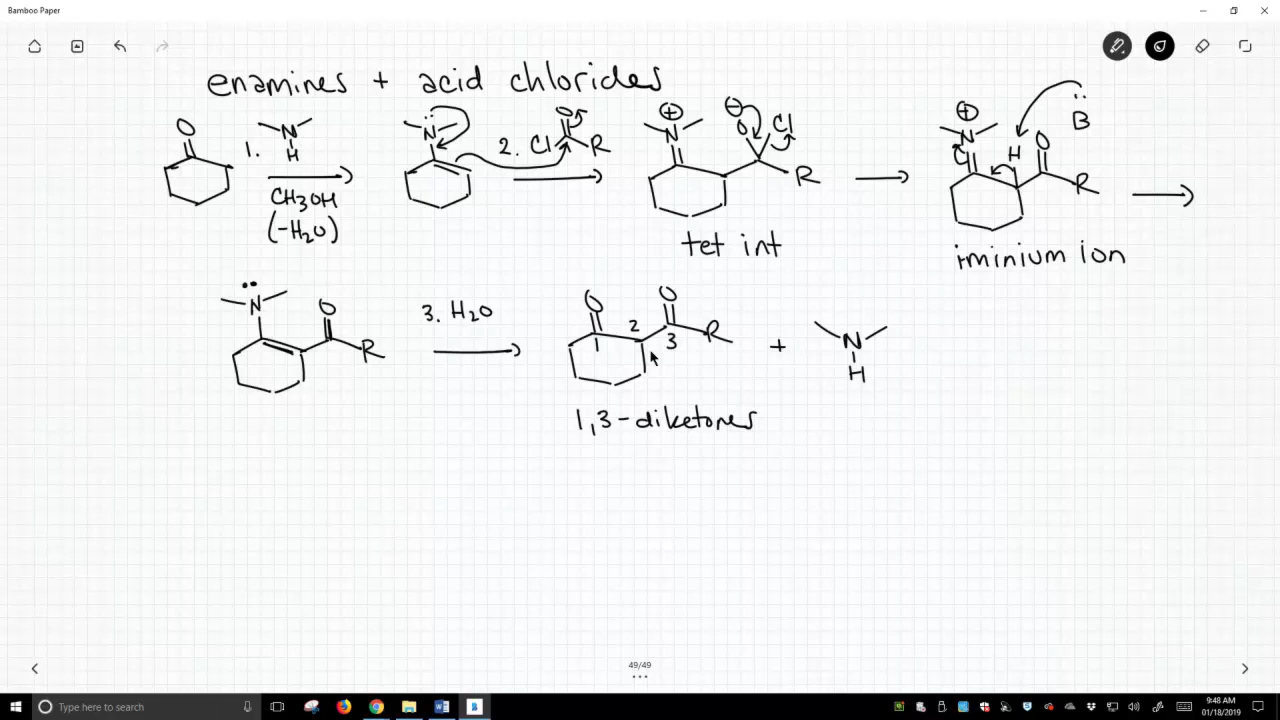 Bamboo Paper
enamines + acid chlorides
O
1.
N
H
CH3OH
(-H2O)
N
2. Cl
O
R
N
O
Cl
R
tet int
N
H
O
R
B
iminium ion
N
O
R
3. H2O
O
O
1
2
3
R
+
N
H
1,3-diketones
49/49
Type here to search
9:48 AM
01/18/2019